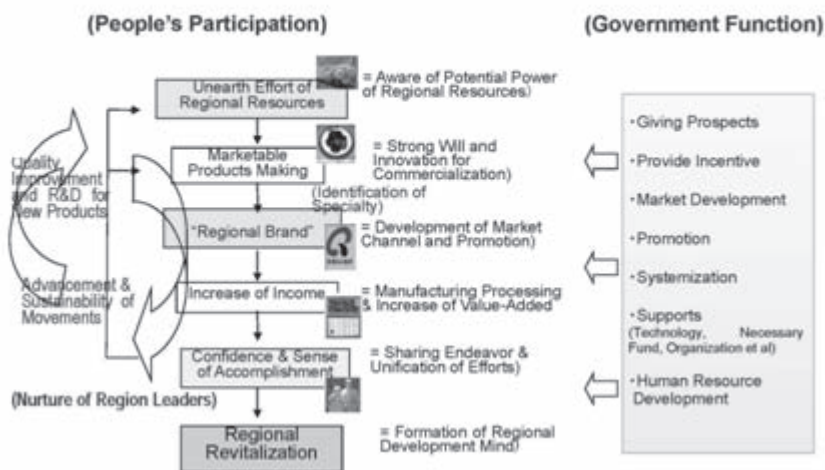 (People's Participation)
(Government Function)
Unearth Effort of
Regional Resources
= Aware of Potential Power
of Regional Resources)
Marketable
Products Making
= Strong Will and
Innovation for
Commercialization)
(Identification of
Specialty)
"Regional Brand"
= Development of Market
Channel and Promotion)
Increase of Income
= Manufacturing Processing
& Increase of Value-Added
Confidence & Sense
of Accomplishment
= Sharing Endeavor &
Unification of Efforts)
Regional
Revitalization
= Formation of Regional
Development Mind)
Quality
Improvement
and R&D for
New Products
Advancement &
Sustainability of
Movements
(Nurture of Region Leaders)
・Giving Prospects
・Provide Incentive
・Market Development
・Promotion
・Systemization
・Supports
(Technology, Necessary
Fund, Organization et al)
・Human Resource
Development